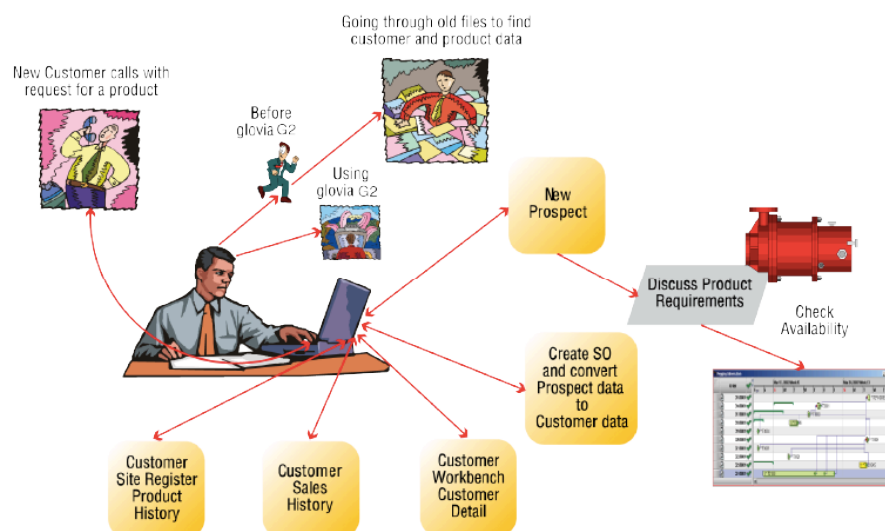 Going through old files to find
customer and product data
New Customer calls with
request for a product
Before
glovia G2
Using
glovia G2
New
Prospect
Discuss Product
Requirements
Check
Availability
Create SO
and convert
Prospect data
to
Customer data
Customer
Site Register
Product
History
Customer
Sales
History
Customer
Workbench
Customer
Detail